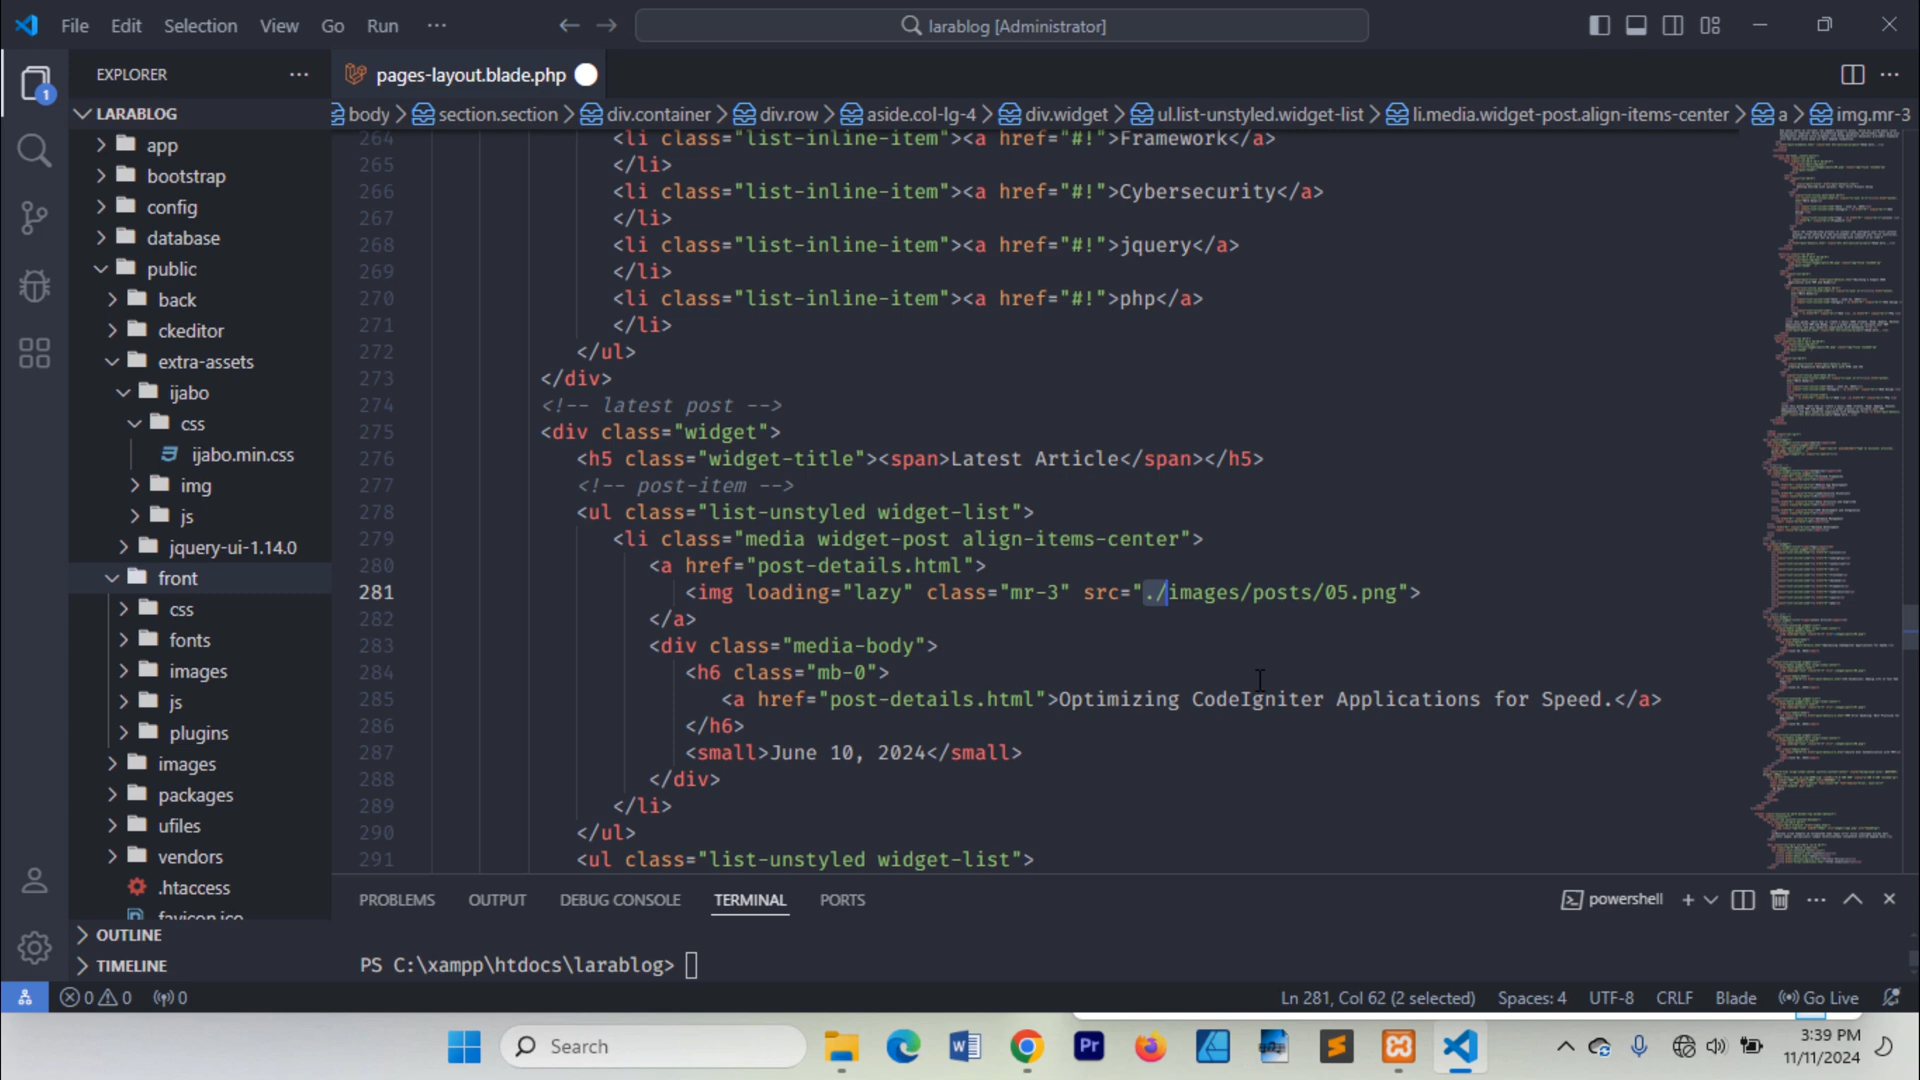 File Edit Selection View Go Run ··· larablog [Administrator]
EXPLORER ···
pages-layout.blade.php
LARABLOG
body > section.section > div.container > div.row > aside.col-lg-4 > div.widget > ul.list-unstyled.widget-list > li.media.widget-post.align-items-center > a > img.mr-3
app
bootstrap
config
database
public
back
ckeditor
extra-assets
ijabo
css
ijabo.min.css
img
js
jquery-ui-1.14.0
front
css
fonts
images
js
plugins
images
packages
ufiles
vendors
.htaccess
favicon.ico
OUTLINE
TIMELINE
264 <li class="list-inline-item"><a href="#!">Framework</a>
265 </li>
266 <li class="list-inline-item"><a href="#!">Cybersecurity</a>
267 </li>
268 <li class="list-inline-item"><a href="#!">jquery</a>
269 </li>
270 <li class="list-inline-item"><a href="#!">php</a>
271 </li>
272 </ul>
273 </div>
274 <!-- latest post -->
275 <div class="widget">
276 <h5 class="widget-title"><span>Latest Article</span></h5>
277 <!-- post-item -->
278 <ul class="list-unstyled widget-list">
279 <li class="media widget-post align-items-center">
280 <a href="post-details.html">
281 <img loading="lazy" class="mr-3" src="./images/posts/05.png">
282 </a>
283 <div class="media-body">
284 <h6 class="mb-0">
285 <a href="post-details.html">Optimizing CodeIgniter Applications for Speed.</a>
286 </h6>
287 <small>June 10, 2024</small>
288 </div>
289 </li>
290 </ul>
291 <ul class="list-unstyled widget-list">
PROBLEMS OUTPUT DEBUG CONSOLE TERMINAL PORTS
powershell
PS C:\xampp\htdocs\larablog>
0 0 0
Ln 281, Col 62 (2 selected) Spaces: 4 UTF-8 CRLF Blade Go Live
Search
3:39 PM
11/11/2024